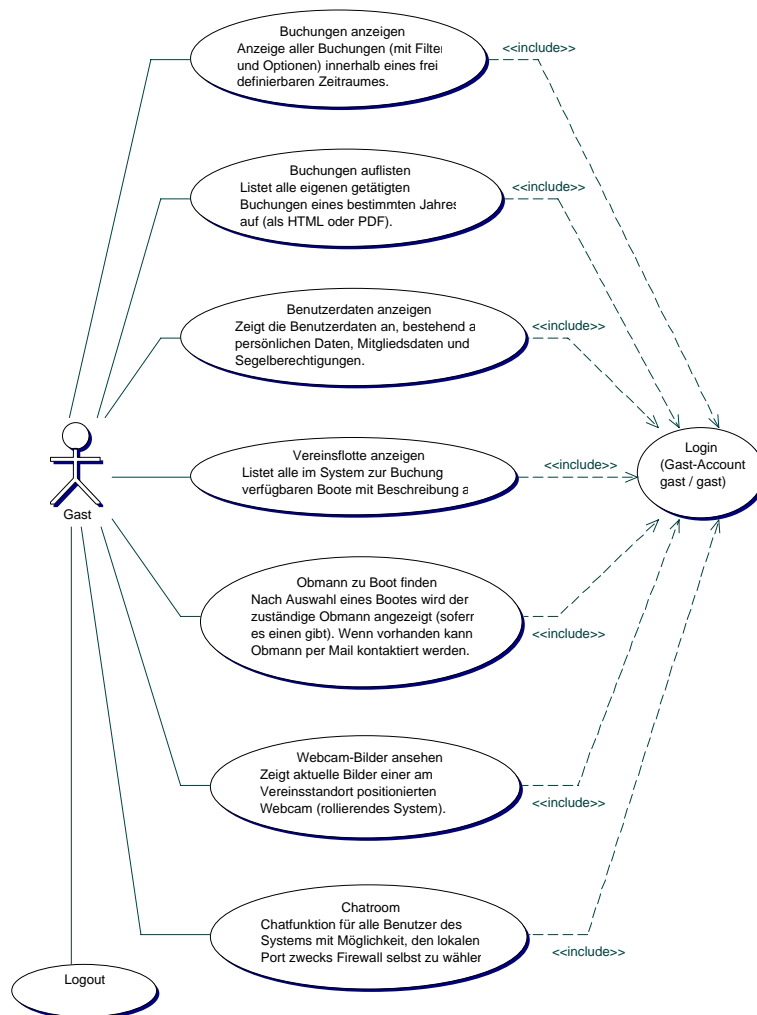 Buchungen anzeigen
Anzeige aller Buchungen (mit Filter
und Optionen) innerhalb eines frei
definierbaren Zeitraumes.
<<include>>
Buchungen auflisten
Listet alle eigenen getätigten
Buchungen eines bestimmten Jahres
auf (als HTML oder PDF).
<<include>>
Benutzerdaten anzeigen
Zeigt die Benutzerdaten an, bestehend a
persönlichen Daten, Mitgliedsdaten und
Segelberechtigungen.
<<include>>
Gast
Vereinsflotte anzeigen
Listet alle im System zur Buchung
verfügbaren Boote mit Beschreibung a
<<include>>
Login
(Gast-Account
gast / gast)
Obmann zu Boot finden
Nach Auswahl eines Bootes wird der
zuständige Obmann angezeigt (sofern
es einen gibt). Wenn vorhanden kann
Obmann per Mail kontaktiert werden.
<<include>>
Webcam-Bilder ansehen
Zeigt aktuelle Bilder einer am
Vereinsstandort positionierten
Webcam (rollierendes System).
<<include>>
Chatroom
Chatfunktion für alle Benutzer des
Systems mit Möglichkeit, den lokalen
Port zwecks Firewall selbst zu wählen
<<include>>
Logout